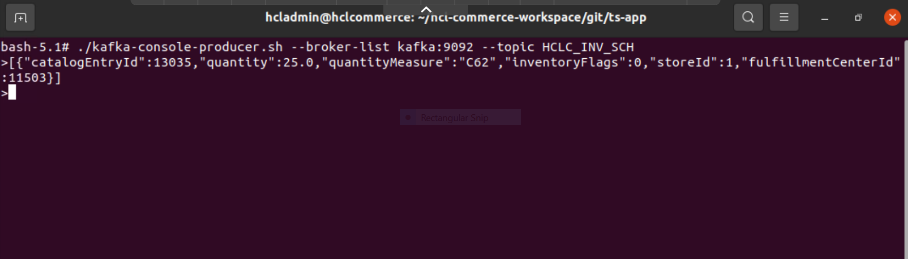 hcladmin@hclcommerce: ~/hcl-commerce-workspace/git/ts-app
bash-5.1# ./kafka-console-producer.sh --broker-list kafka:9092 --topic HCLC_INV_SCH
>[{"catalogEntryId":13035,"quantity":25.0,"quantityMeasure":"C62","inventoryFlags":0,"storeId":1,"fulfillmentCenterId"
:11503}]
>
Rectangular Snip